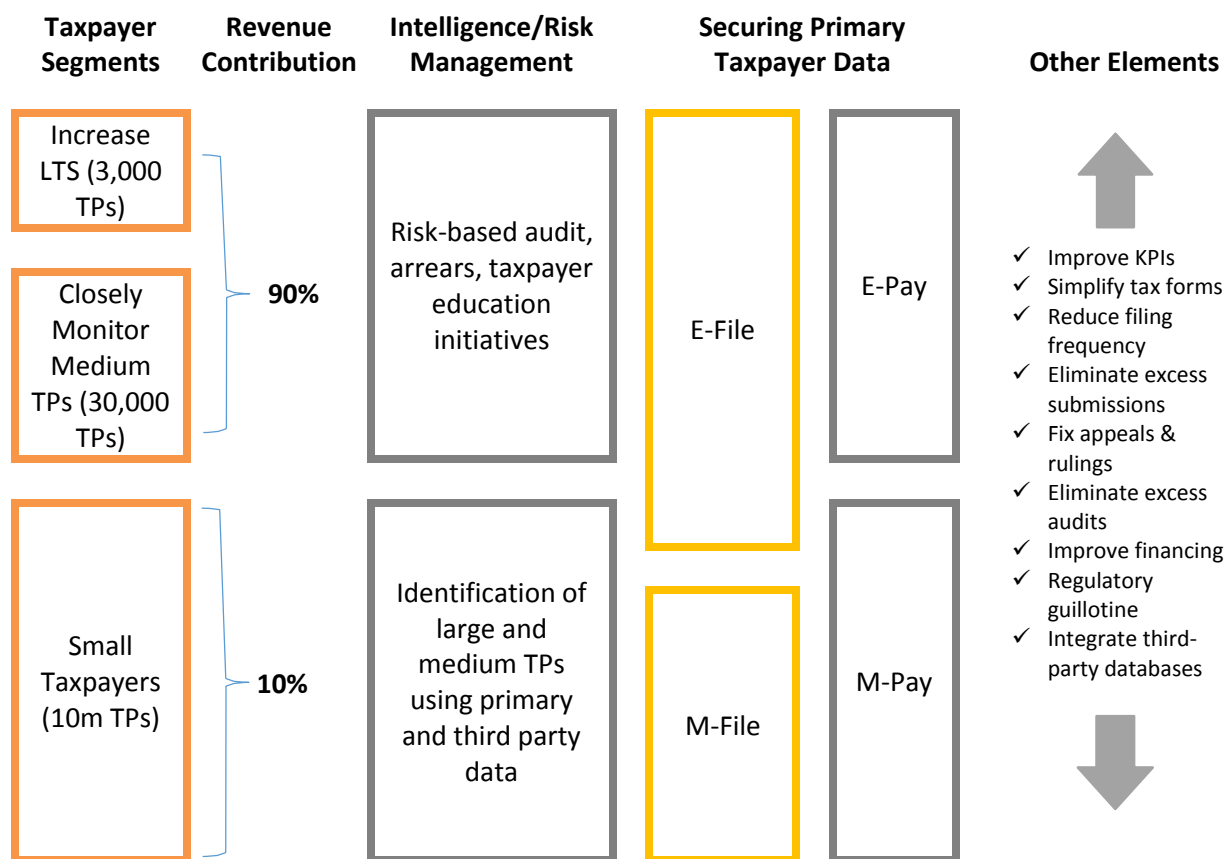 Taxpayer
Segments
Revenue
Contribution
Intelligence/Risk
Management
Securing Primary
Taxpayer Data
Other Elements
Increase
LTS (3,000
TPs)
Closely
Monitor
Medium
TPs (30,000
TPs)
90%
Risk-based audit,
arrears, taxpayer
education
initiatives
E-File
E-Pay
Small
Taxpayers
(10m TPs)
10%
Identification of
large and
medium TPs
using primary
and third party
data
M-File
M-Pay
✓ Improve KPIs
✓ Simplify tax forms
✓ Reduce filing
frequency
✓ Eliminate excess
submissions
✓ Fix appeals &
rulings
✓ Eliminate excess
audits
✓ Improve financing
✓ Regulatory
guillotine
✓ Integrate third-
party databases